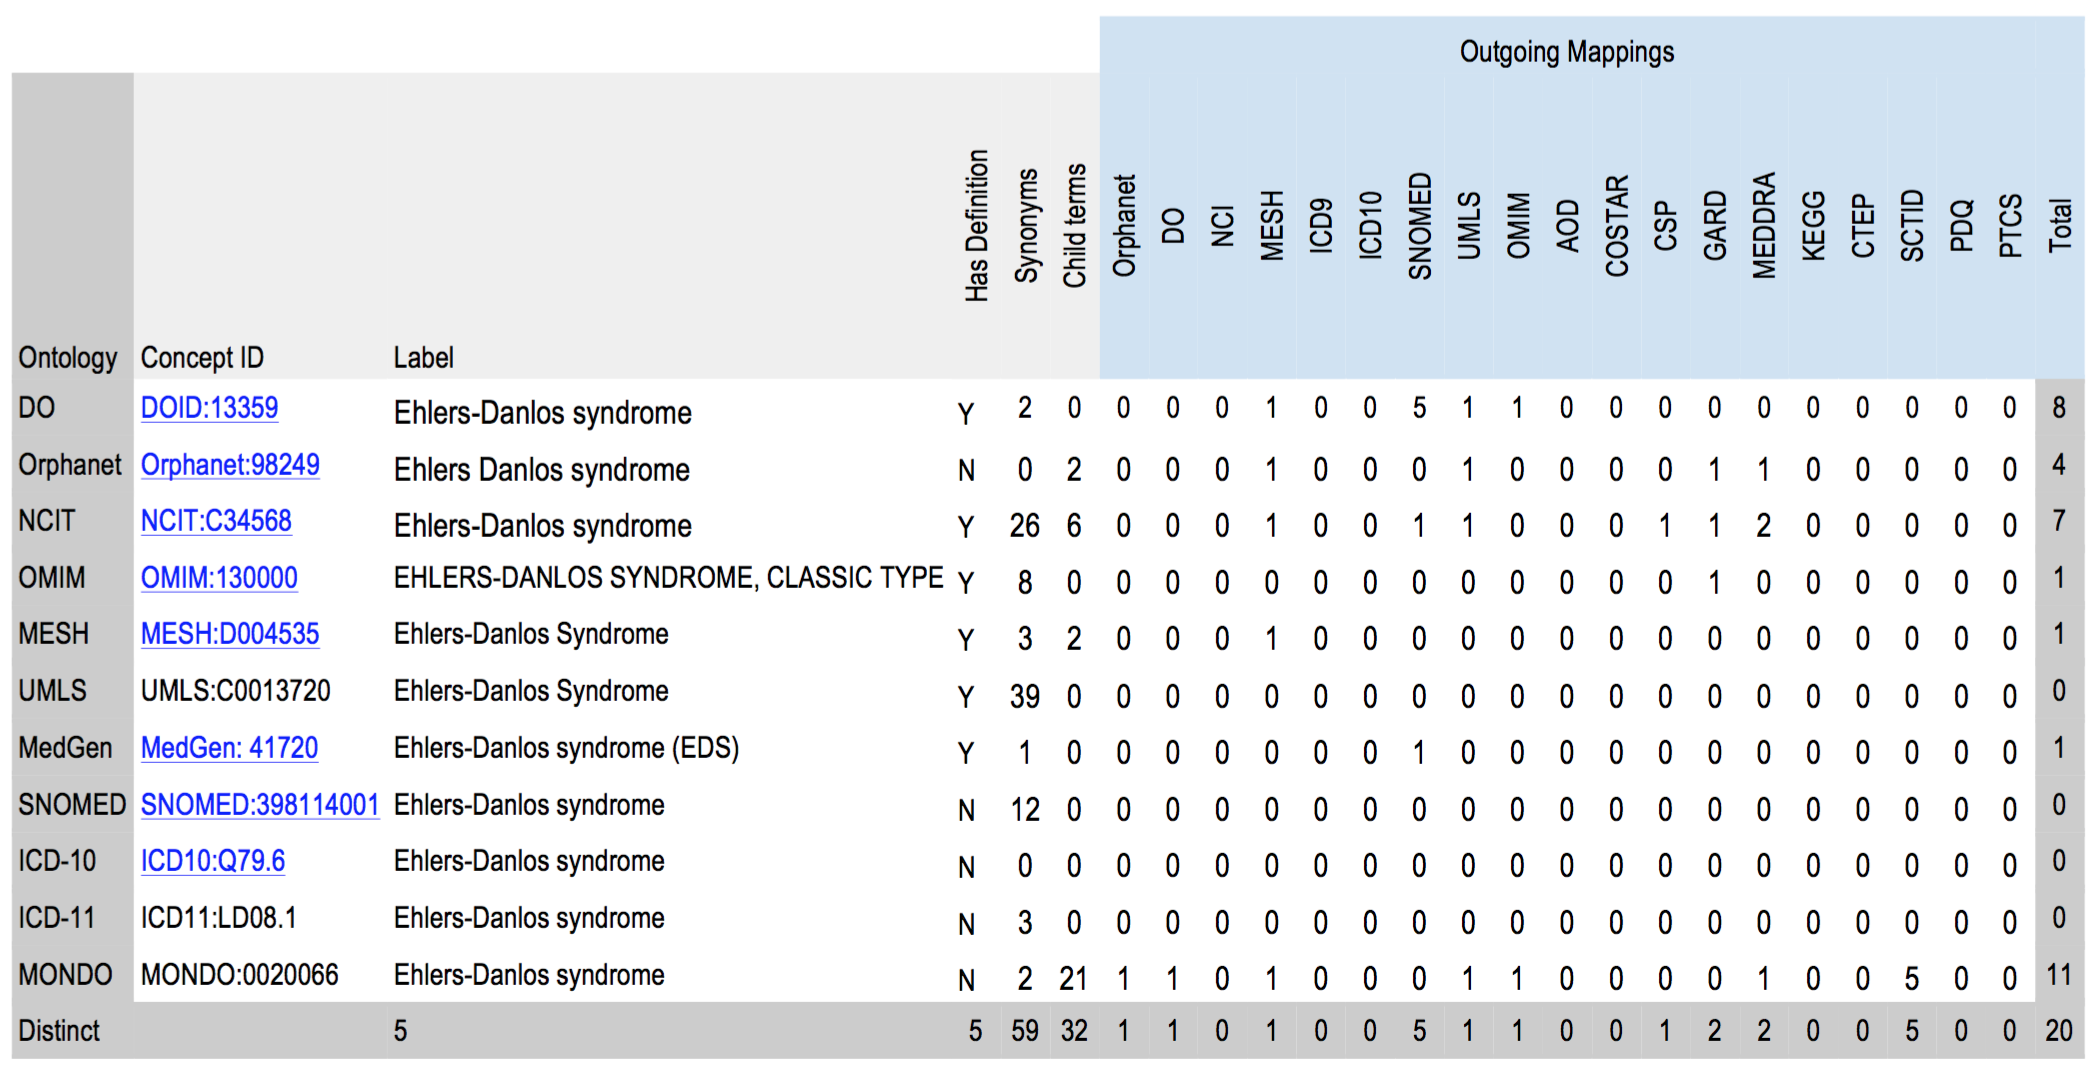 Outgoing Mappings
Ontology Concept ID Label Has Definition Synonyms Child terms Orphanet DO NCI MESH ICD9 ICD10 SNOMED UMLS OMIM AOD COSTAR CSP GARD MEDDRA KEGG CTEP SCTID PDQ PTCS Total
DO DOID:13359 Ehlers-Danlos syndrome Y 2 0 0 0 0 1 0 0 5 1 1 0 0 0 0 0 0 0 0 0 0 8
Orphanet Orphanet:98249 Ehlers Danlos syndrome N 0 2 0 0 0 1 0 0 0 1 0 0 0 0 1 1 0 0 0 0 0 4
NCIT NCIT:C34568 Ehlers-Danlos syndrome Y 26 6 0 0 0 1 0 0 1 1 0 0 0 1 1 2 0 0 0 0 0 7
OMIM OMIM:130000 EHLERS-DANLOS SYNDROME, CLASSIC TYPE Y 8 0 0 0 0 0 0 0 0 0 0 0 0 0 1 0 0 0 0 0 0 1
MESH MESH:D004535 Ehlers-Danlos Syndrome Y 3 2 0 0 0 1 0 0 0 0 0 0 0 0 0 0 0 0 0 0 0 1
UMLS UMLS:C0013720 Ehlers-Danlos Syndrome Y 39 0 0 0 0 0 0 0 0 0 0 0 0 0 0 0 0 0 0 0 0 0
MedGen MedGen: 41720 Ehlers-Danlos syndrome (EDS) Y 1 0 0 0 0 0 0 0 1 0 0 0 0 0 0 0 0 0 0 0 0 1
SNOMED SNOMED:398114001 Ehlers-Danlos syndrome N 12 0 0 0 0 0 0 0 0 0 0 0 0 0 0 0 0 0 0 0 0 0
ICD-10 ICD10:Q79.6 Ehlers-Danlos syndrome N 0 0 0 0 0 0 0 0 0 0 0 0 0 0 0 0 0 0 0 0 0 0
ICD-11 ICD11:LD08.1 Ehlers-Danlos syndrome N 3 0 0 0 0 0 0 0 0 0 0 0 0 0 0 0 0 0 0 0 0 0
MONDO MONDO:0020066 Ehlers-Danlos syndrome N 2 21 1 1 0 1 0 0 0 1 1 0 0 0 0 1 0 0 5 0 0 11
Distinct 5 5 59 32 1 1 0 1 0 0 5 1 1 0 0 1 2 2 0 0 5 0 0 20